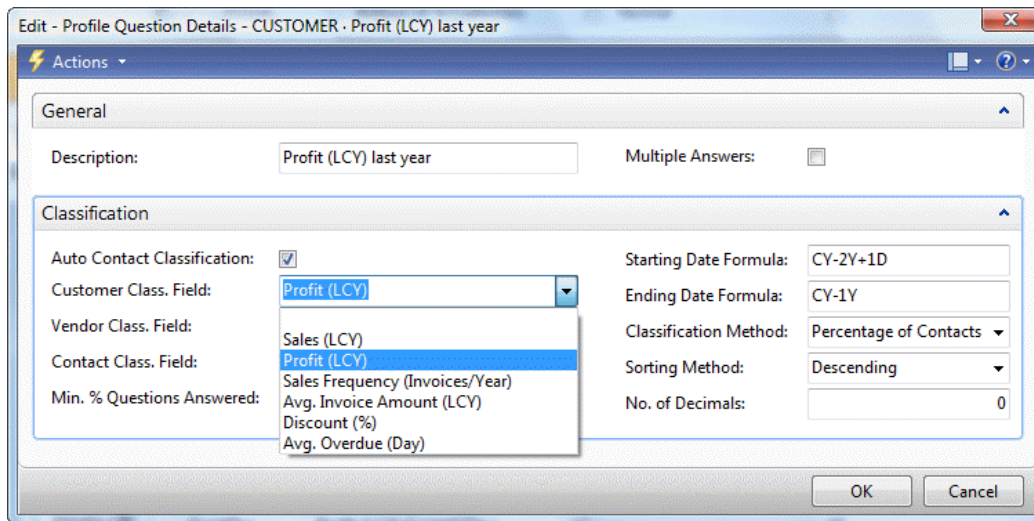 Edit - Profile Question Details - CUSTOMER · Profit (LCY) last year
Actions
General
Description: Profit (LCY) last year Multiple Answers:
Classification
Auto Contact Classification: Starting Date Formula: CY-2Y+1D
Customer Class. Field: Profit (LCY) Ending Date Formula: CY-1Y
Vendor Class. Field: Classification Method: Percentage of Contacts
Contact Class. Field: Sorting Method: Descending
Min. % Questions Answered: No. of Decimals: 0
Sales (LCY)
Profit (LCY)
Sales Frequency (Invoices/Year)
Avg. Invoice Amount (LCY)
Discount (%)
Avg. Overdue (Day)
OK Cancel